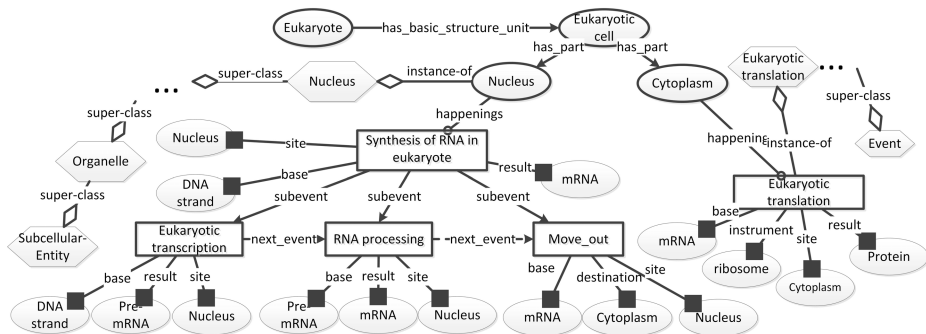 Eukaryote
has_basic_structure_unit
Eukaryotic
cell
has_part
has_part
Eukaryotic
translation
...
super-class
Nucleus
instance-of
Nucleus
Cytoplasm
super-class
...
super-class
happenings
Event
Nucleus
site
Synthesis of RNA in
eukaryote
result
mRNA
happenin
instance-of
Organelle
base
DNA
strand
super-class
subevent
subevent
subevent
Eukaryotic
translation
Subcellular-
Entity
Eukaryotic
transcription
next_event
RNA processing
next_event
Move_out
base
instrument
site
result
mRNA
ribosome
Cytoplasm
Protein
base
result
site
base
result
site
base
destination
site
DNA
strand
Pre-
mRNA
Nucleus
Pre-
mRNA
mRNA
Nucleus
mRNA
Cytoplasm
Nucleus